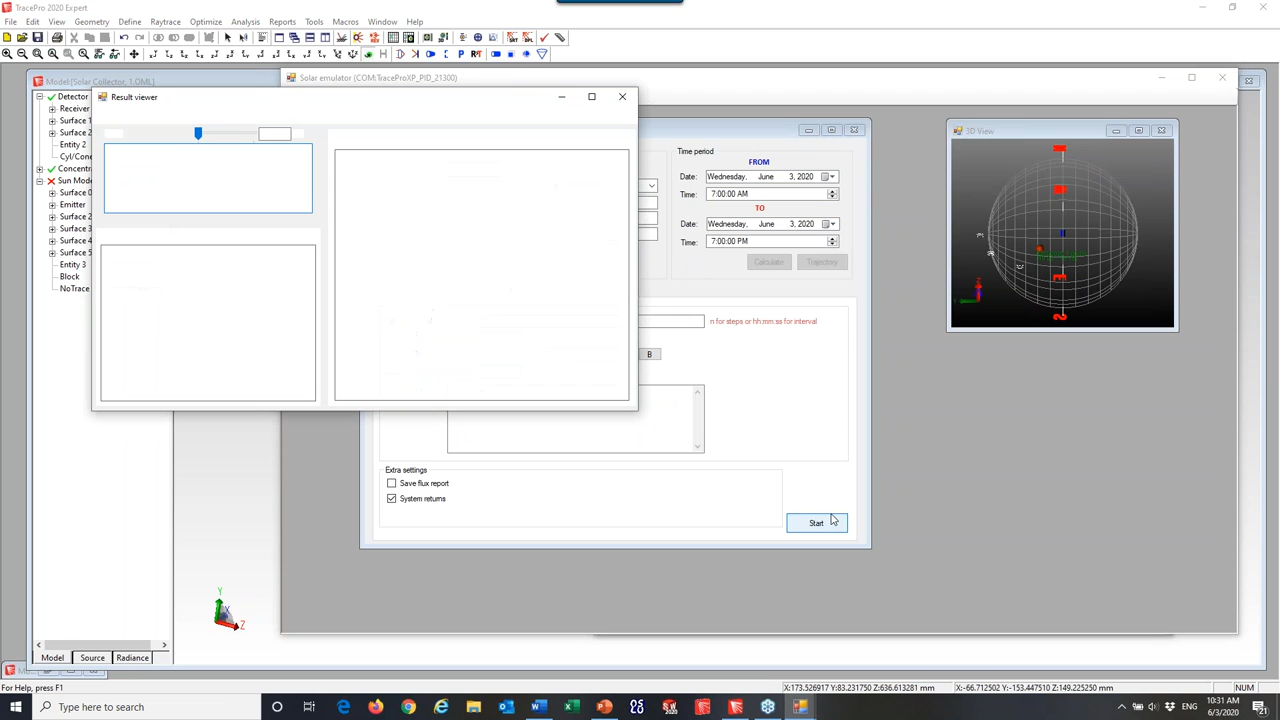 TracePro 2020 Expert
File Edit View Geometry Define Raytrace Optimize Analysis Reports Tools Macros Window Help
Model:[Solar Collector_1.OML]
Solar emulator (COM:TraceProXP_PID_21300)
Detector
Receiver
Surface 1
Surface 2
Entity 2
Cyl/Cone
Concentra
Sun Mode
Surface 0
Emitter
Surface 2
Surface 3
Surface 4
Surface 5
Entity 3
Block
NoTrace
Result viewer
Time period
FROM
Date: Wednesday, June 3, 2020
Time: 7:00:00 AM
TO
Date: Wednesday, June 3, 2020
Time: 7:00:00 PM
Calculate Trajectory
n for steps or hh:mm:ss for interval
B
Extra settings
Save flux report
System returns
Start
3D View
Y
X
Z
Model Source Radiance
For Help, press F1
X:173.526917 Y:83.231750 Z:636.613281 mm
X:-66.712502 Y:-153.447510 Z:149.225250 mm
NUM
Type here to search
10:31 AM
6/3/2020